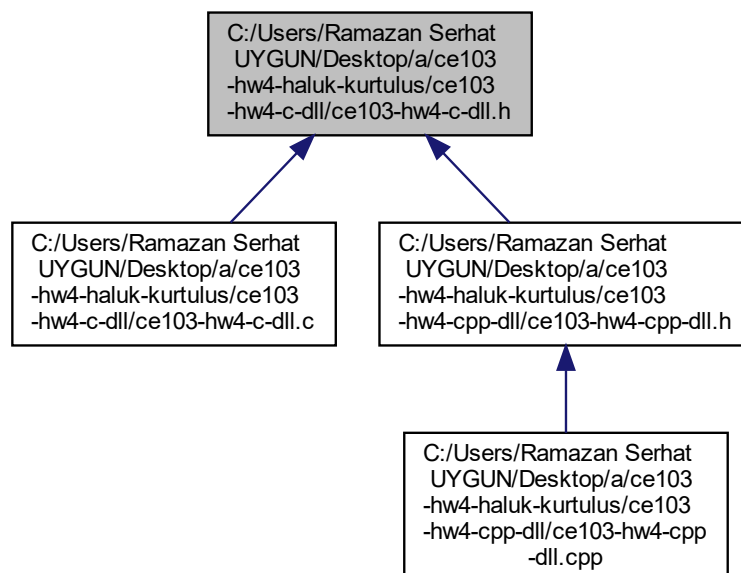 C:/Users/Ramazan Serhat
UYGUN/Desktop/a/ce103
-hw4-haluk-kurtulus/ce103
-hw4-c-dll/ce103-hw4-c-dll.h
C:/Users/Ramazan Serhat
UYGUN/Desktop/a/ce103
-hw4-haluk-kurtulus/ce103
-hw4-c-dll/ce103-hw4-c-dll.c
C:/Users/Ramazan Serhat
UYGUN/Desktop/a/ce103
-hw4-haluk-kurtulus/ce103
-hw4-cpp-dll/ce103-hw4-cpp-dll.h
C:/Users/Ramazan Serhat
UYGUN/Desktop/a/ce103
-hw4-haluk-kurtulus/ce103
-hw4-cpp-dll/ce103-hw4-cpp
-dll.cpp